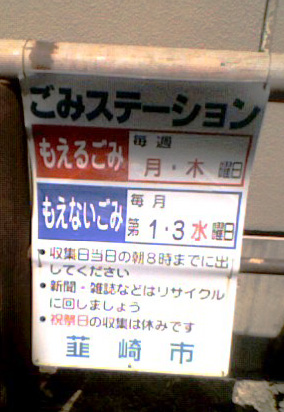 ごみステーション
もえるごみ 毎週 月・木 曜日
もえないごみ 毎月 第1・3水曜日
●収集日当日の朝8時までに出
してください
●新聞・雑誌などはリサイクル
に回しましょう
●祝祭日の収集は休みです
韮崎市